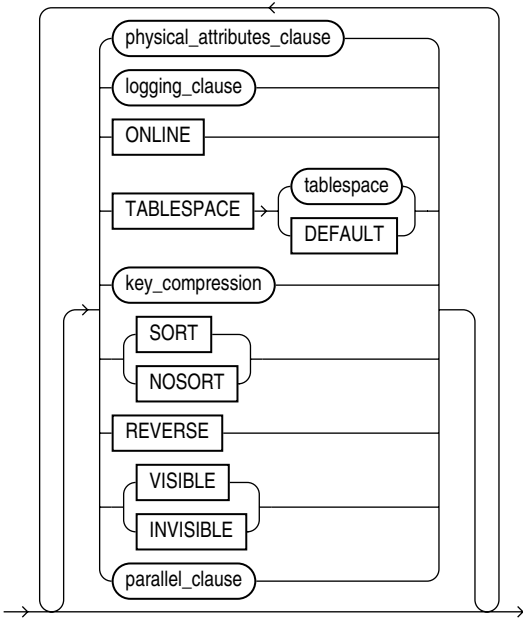 physical_attributes_clause
logging_clause
ONLINE
tablespace
TABLESPACE
DEFAULT
key_compression
SORT
NOSORT
REVERSE
VISIBLE
INVISIBLE
parallel_clause